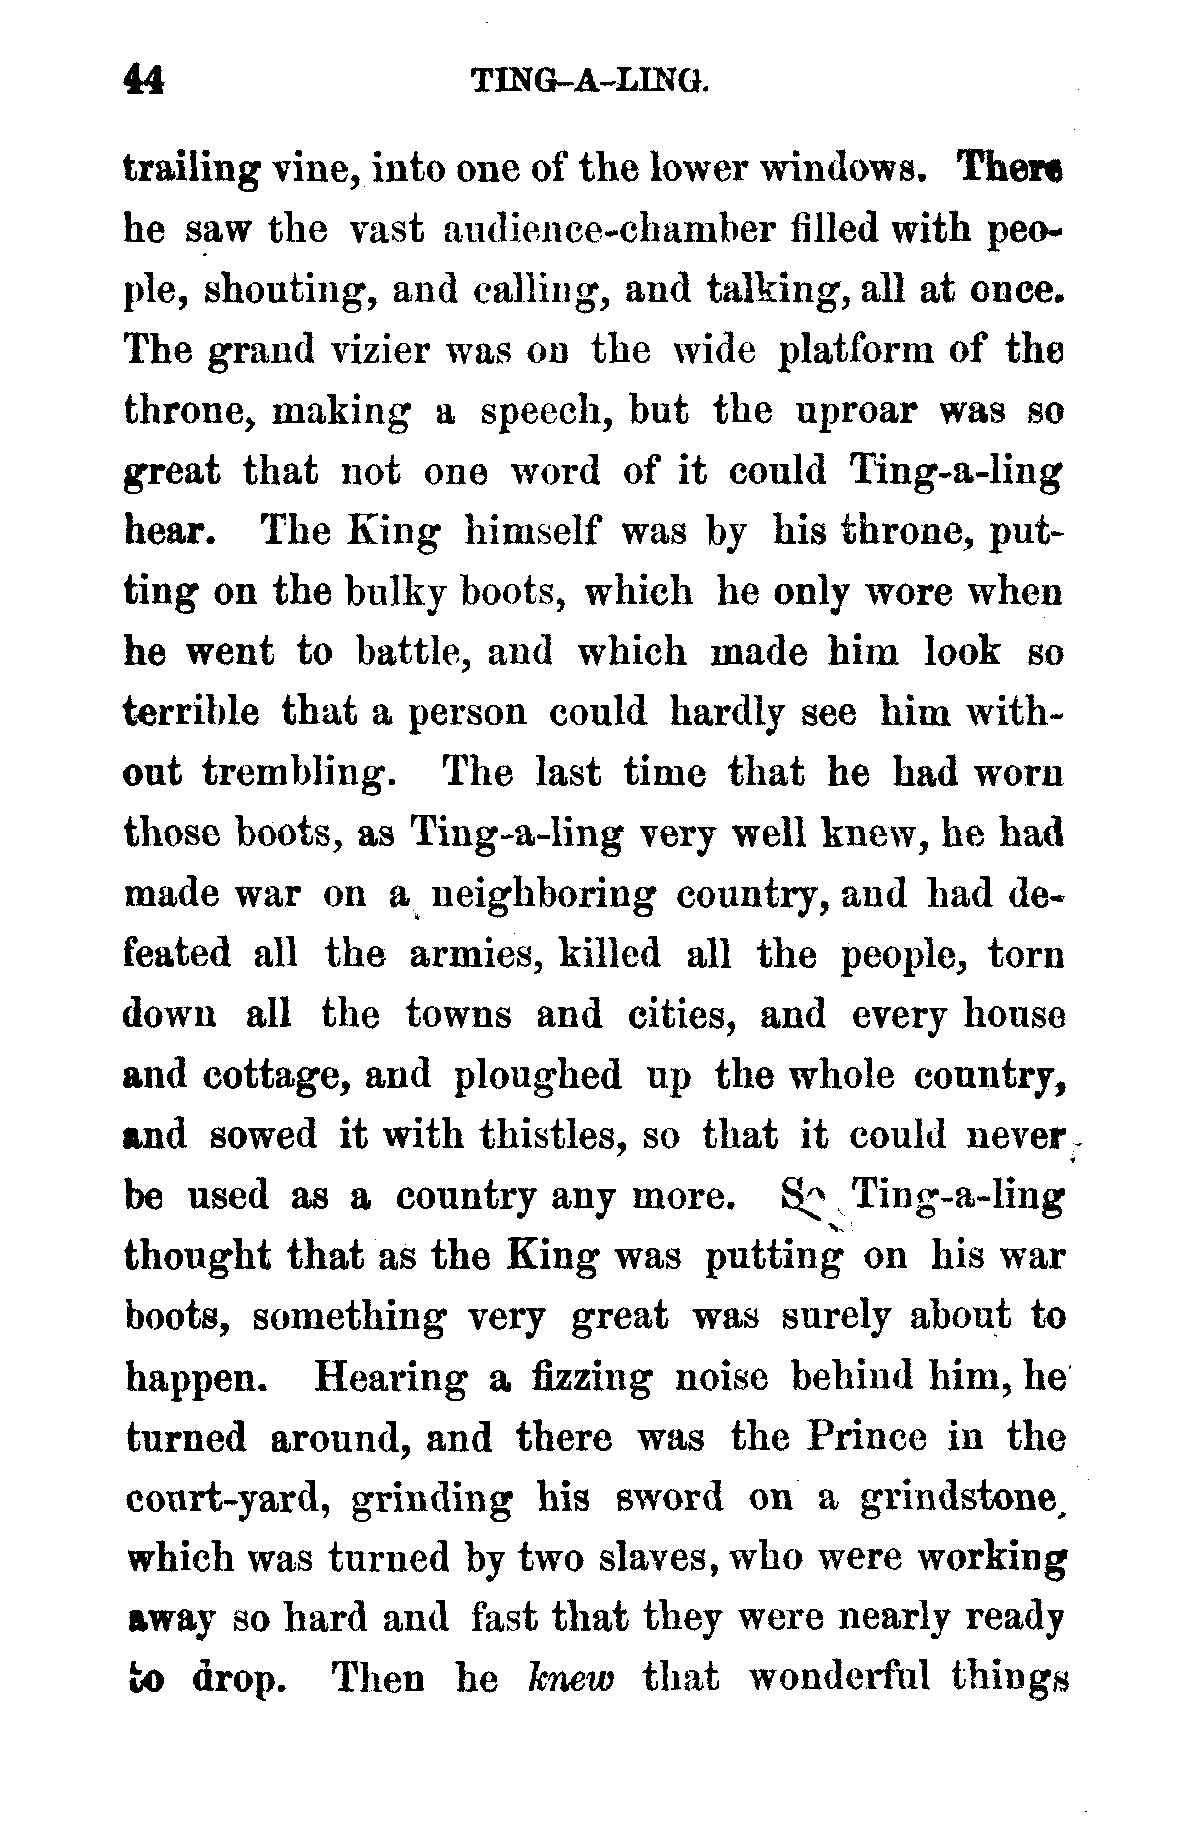 44 TING-A-LING.
trailing vine, into one of the lower windows. There
he saw the vast audience-chamber filled with peo-
ple, shouting, and calling, and talking, all at once.
The grand vizier was on the wide platform of the
throne, making a speech, but the uproar was so
great that not one word of it could Ting-a-ling
hear. The King himself was by his throne, put-
ting on the bulky boots, which he only wore when
he went to battle, and which made him look so
terrible that a person could hardly see him with-
out trembling. The last time that he had worn
those boots, as Ting-a-ling very well knew, he had
made war on a neighboring country, and had de-
feated all the armies, killed all the people, torn
down all the towns and cities, and every house
and cottage, and ploughed up the whole country,
and sowed it with thistles, so that it could never
be used as a country any more. So Ting-a-ling
thought that as the King was putting on his war
boots, something very great was surely about to
happen. Hearing a fizzing noise behind him, he
turned around, and there was the Prince in the
court-yard, grinding his sword on a grindstone,
which was turned by two slaves, who were working
away so hard and fast that they were nearly ready
to drop. Then he knew that wonderful things